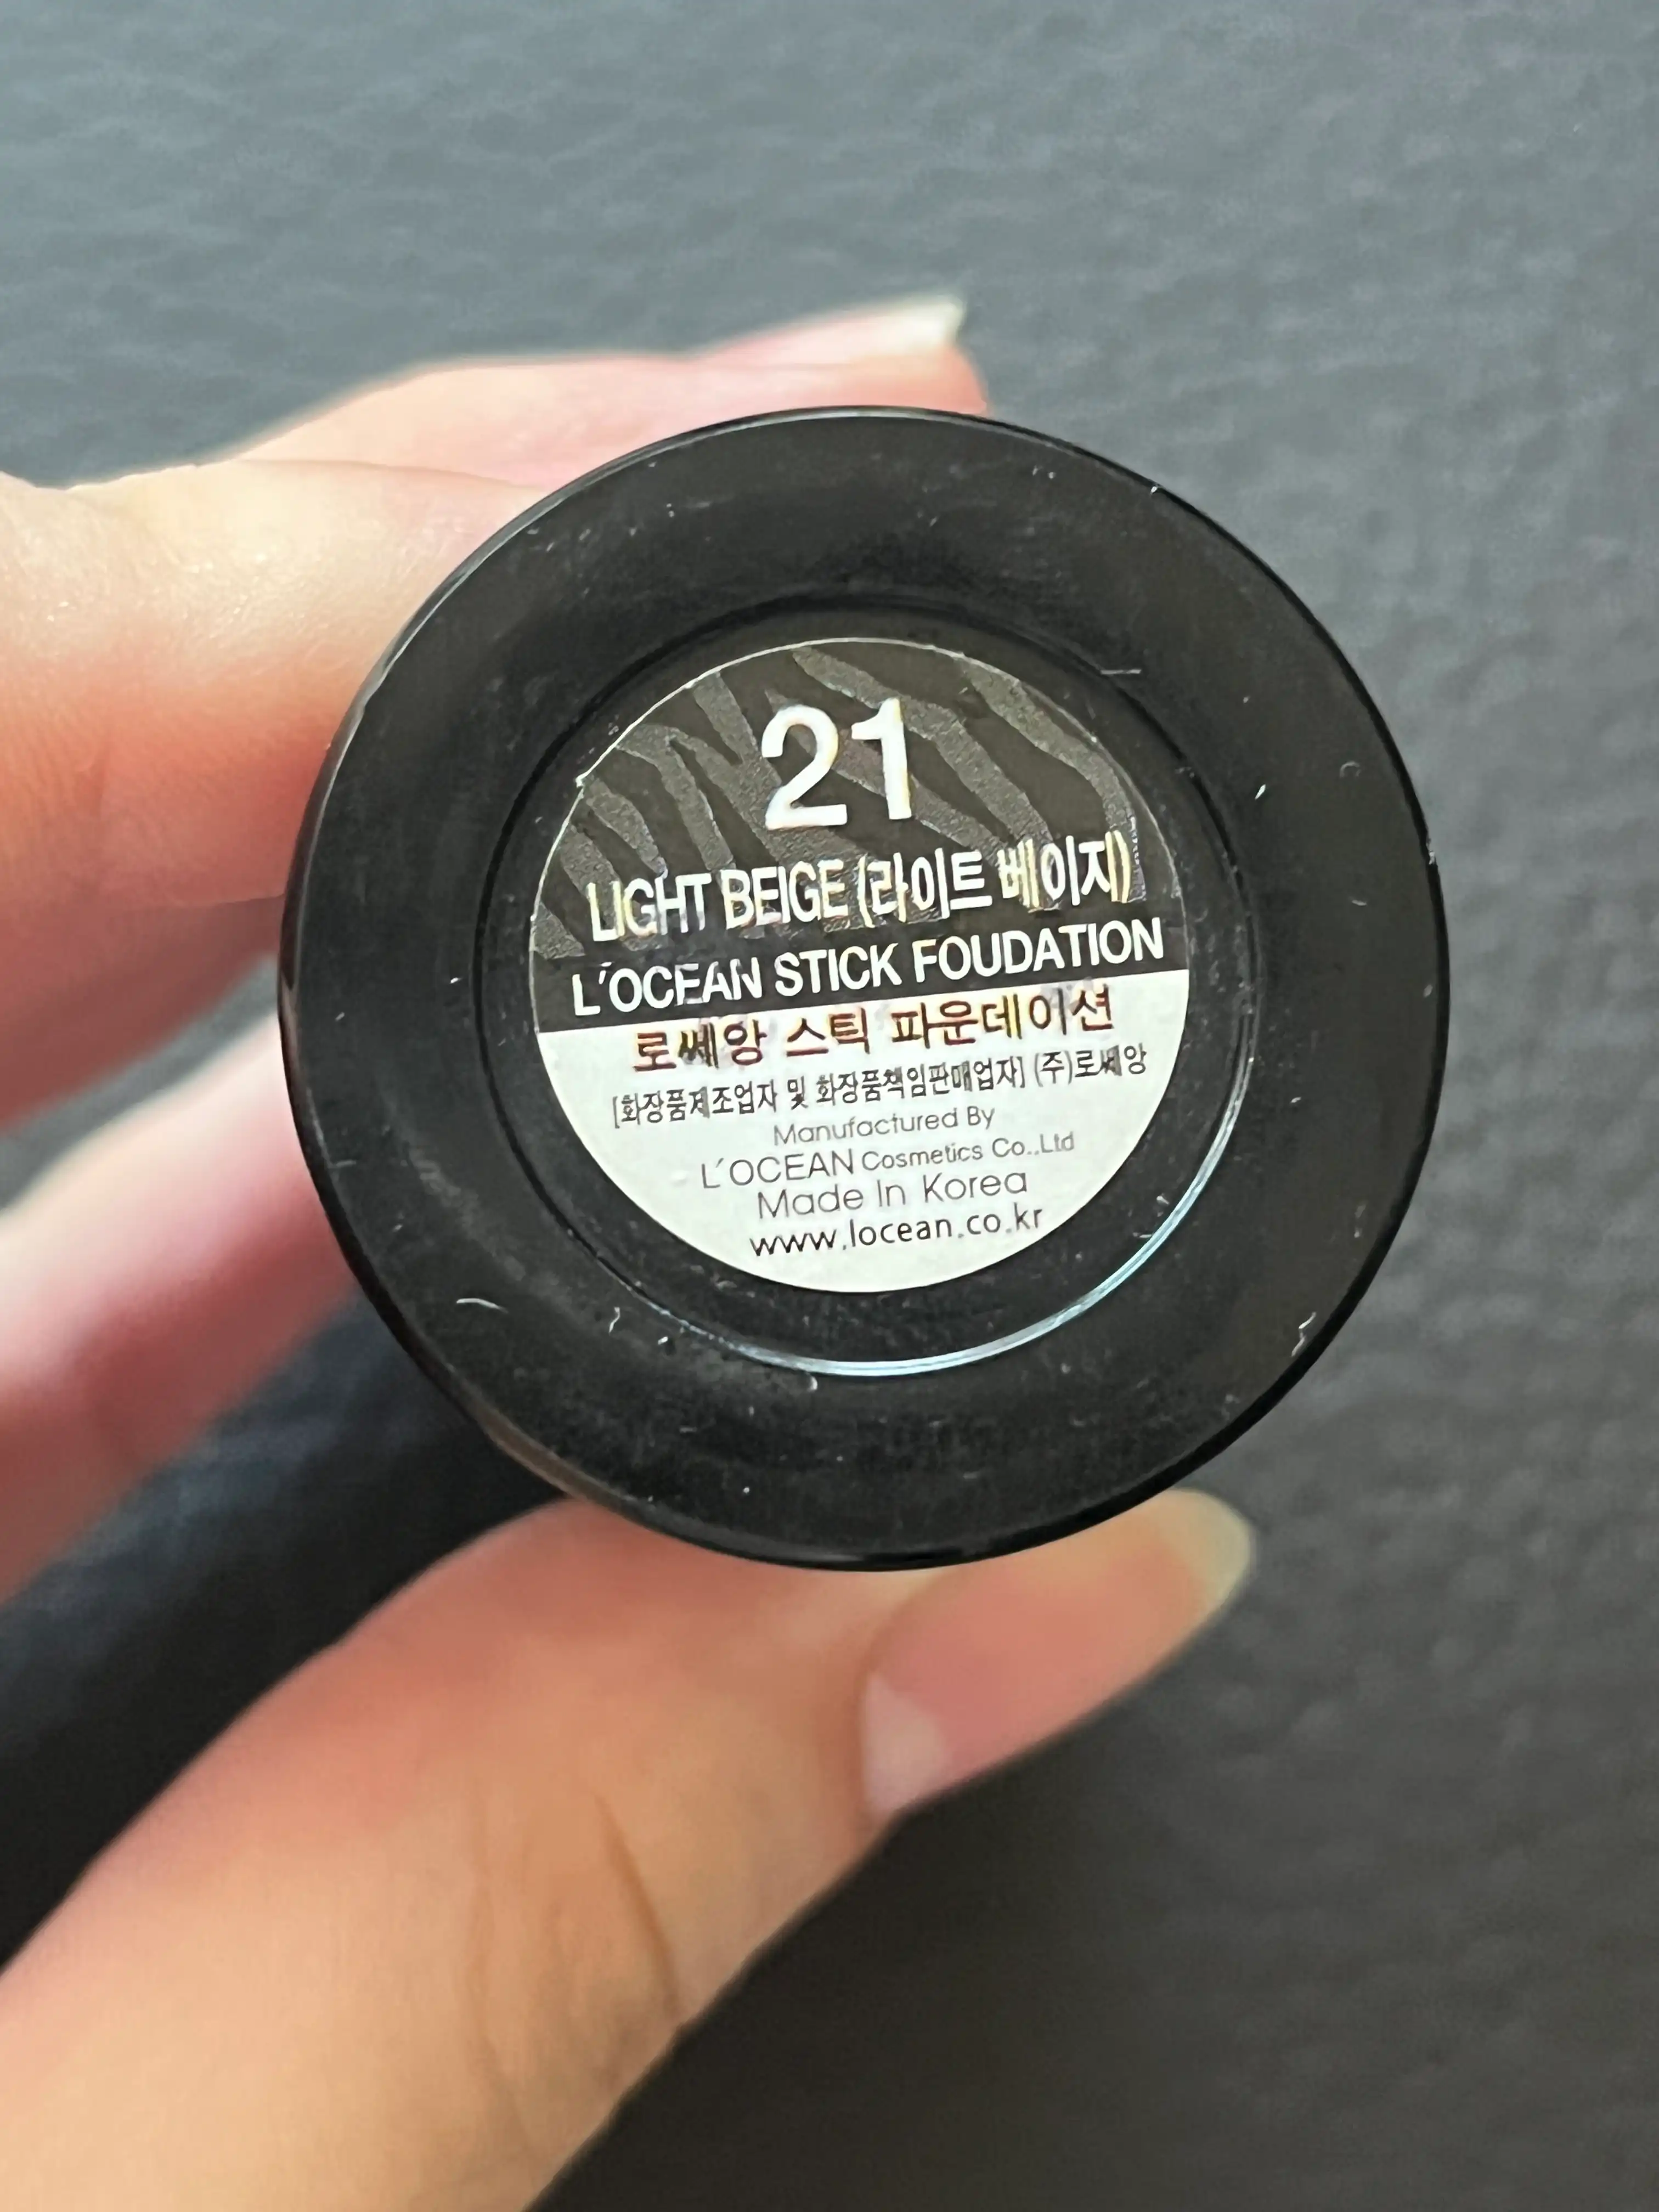 21
LIGHT BEIGE (라이트 베이지)
L'OCEAN STICK FOUDATION
로쎄앙 스틱 파운데이션
[화장품제조업자 및 화장품책임판매업자] (주)로쎄앙
Manufactured By
L'OCEAN Cosmetics Co.,Ltd
Made In Korea
www.locean.co.kr